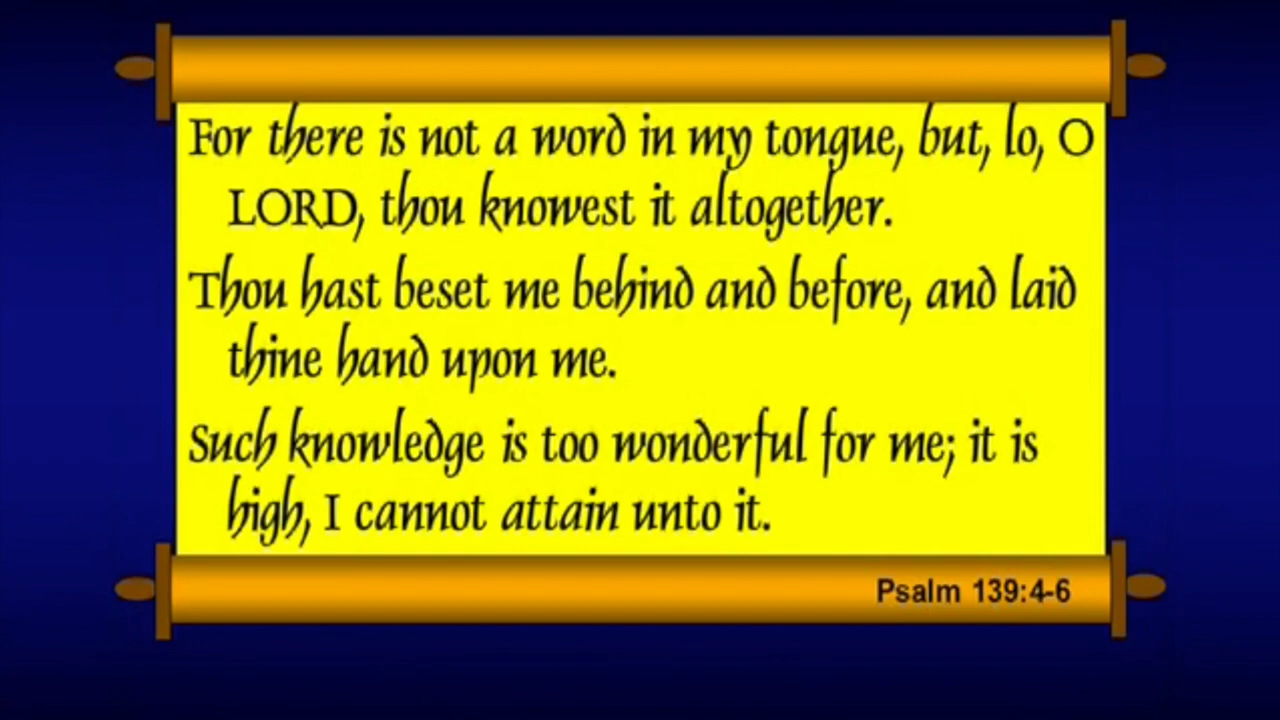 For there is not a word in my tongue, but, lo, O
LORD, thou knowest it altogether.
Thou hast beset me behind and before, and laid
thine hand upon me.
Such knowledge is too wonderful for me; it is
high, I cannot attain unto it.
Psalm 139:4-6